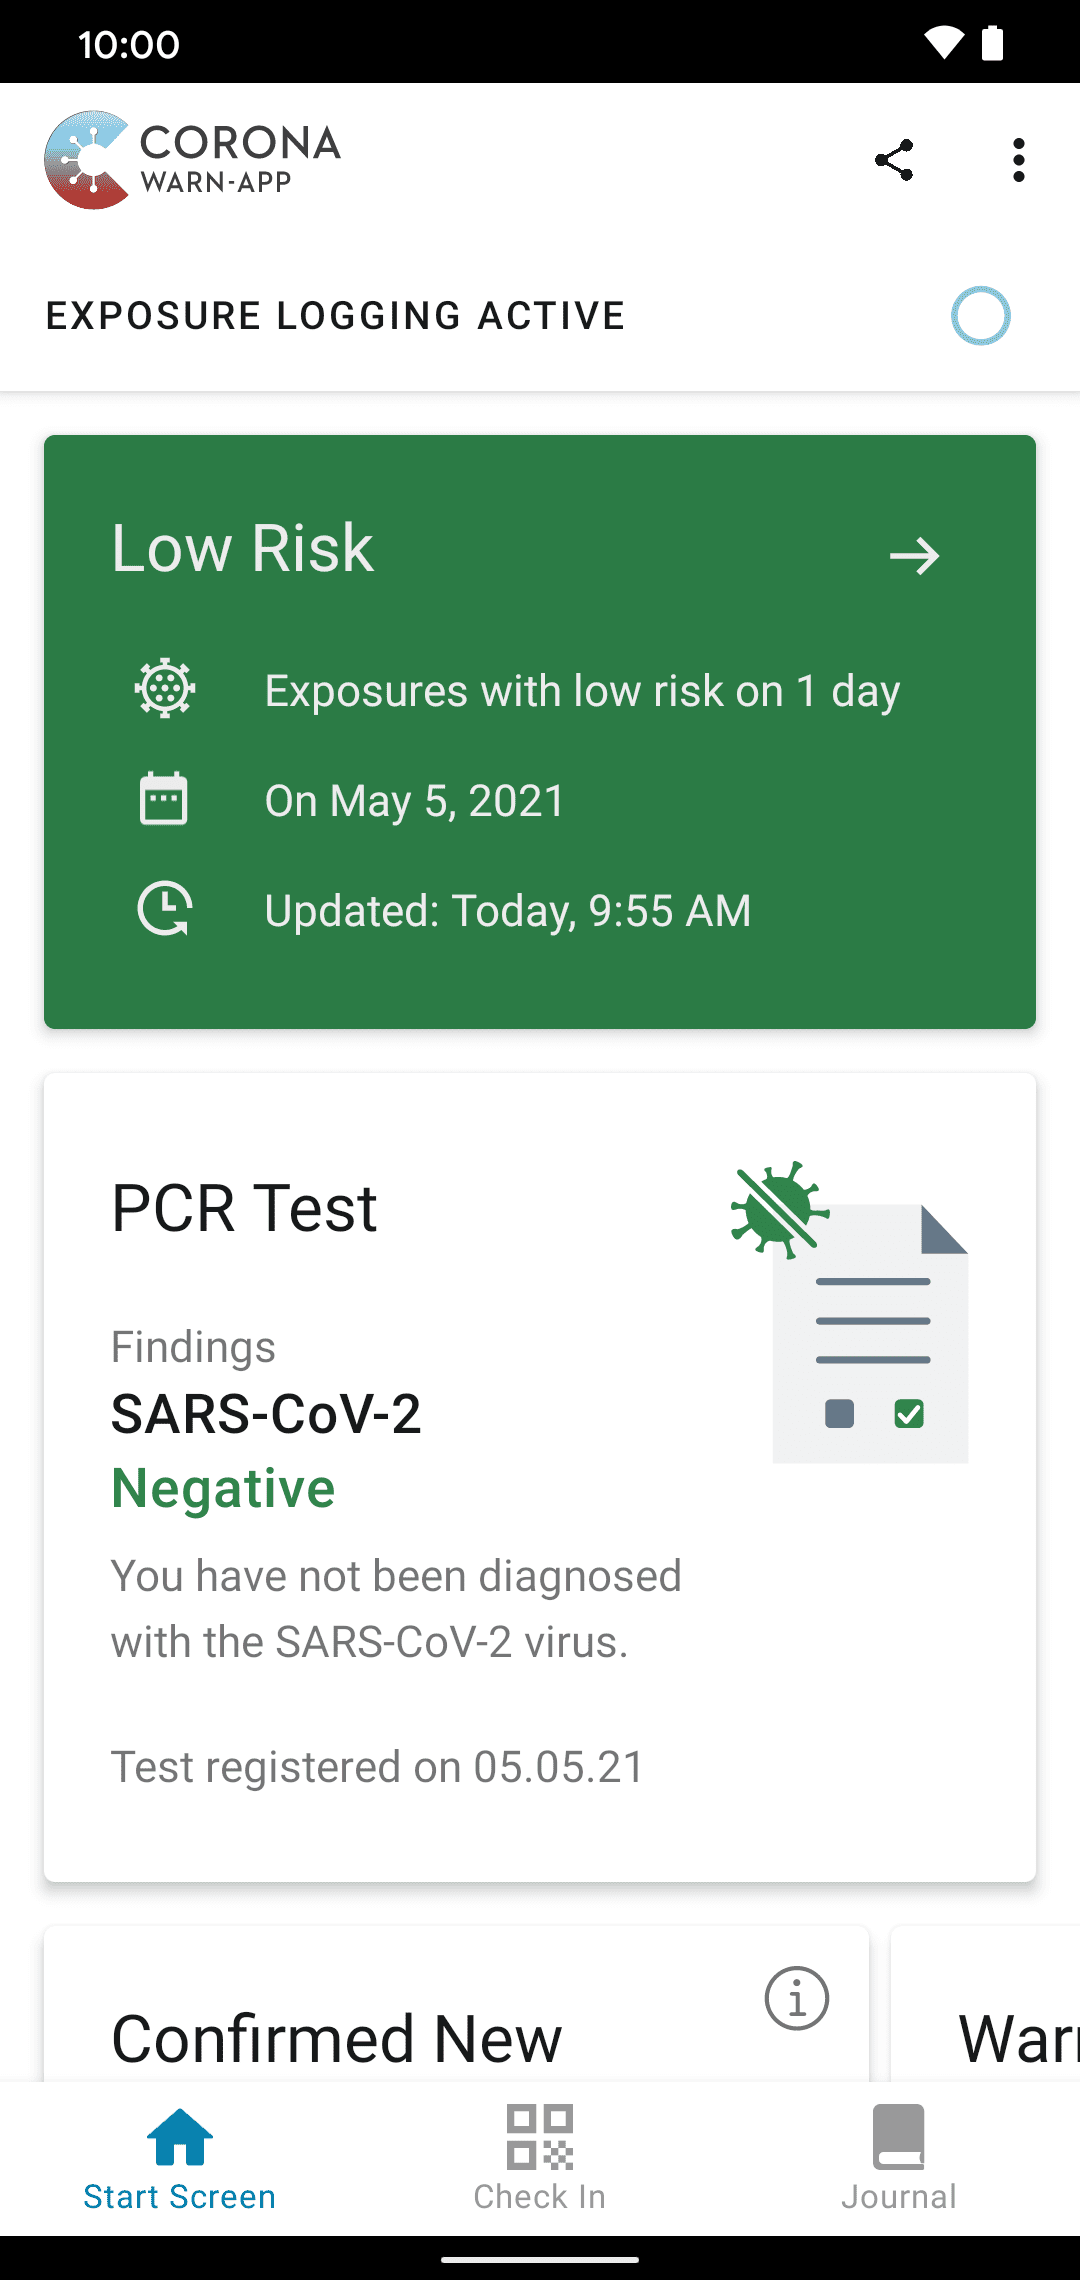 10:00
CORONA
WARN-APP
EXPOSURE LOGGING ACTIVE
Low Risk
Exposures with low risk on 1 day
On May 5, 2021
Updated: Today, 9:55 AM
PCR Test
Findings
SARS-CoV-2
Negative
You have not been diagnosed
with the SARS-CoV-2 virus.
Test registered on 05.05.21
Confirmed New
Start Screen
Check In
Journal